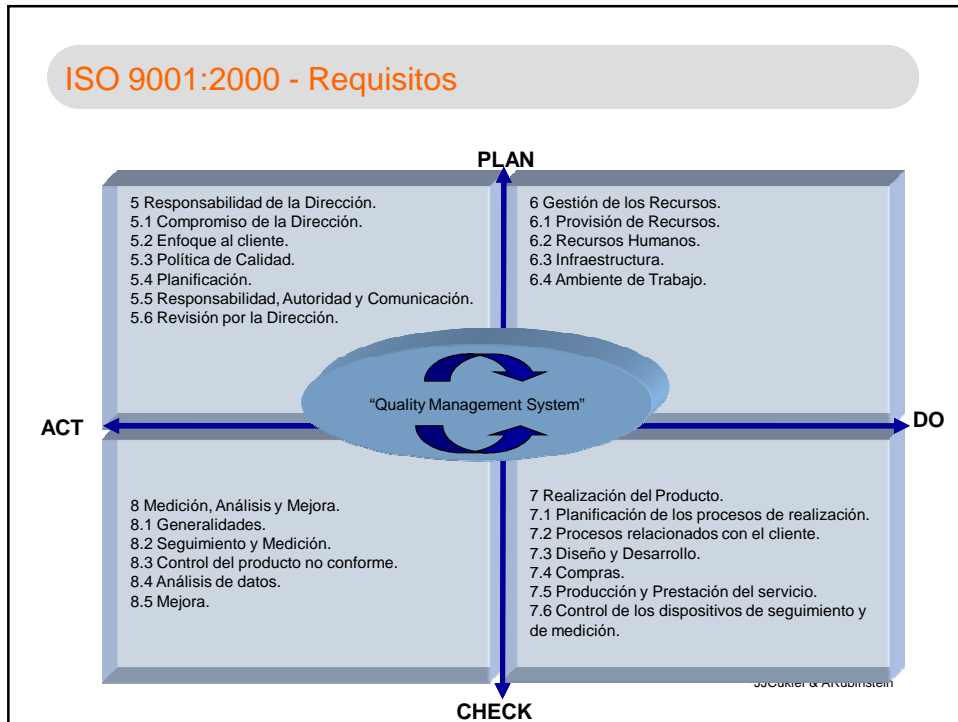 ISO 9001:2000 - Requisitos
PLAN
5 Responsabilidad de la Dirección.
5.1 Compromiso de la Dirección.
5.2 Enfoque al cliente.
5.3 Política de Calidad.
5.4 Planificación.
5.5 Responsabilidad, Autoridad y Comunicación.
5.6 Revisión por la Dirección.
6 Gestión de los Recursos.
6.1 Provisión de Recursos.
6.2 Recursos Humanos.
6.3 Infraestructura.
6.4 Ambiente de Trabajo.
“Quality Management System”
ACT
DO
8 Medición, Análisis y Mejora.
8.1 Generalidades.
8.2 Seguimiento y Medición.
8.3 Control del producto no conforme.
8.4 Análisis de datos.
8.5 Mejora.
7 Realización del Producto.
7.1 Planificación de los procesos de realización.
7.2 Procesos relacionados con el cliente.
7.3 Diseño y Desarrollo.
7.4 Compras.
7.5 Producción y Prestación del servicio.
7.6 Control de los dispositivos de seguimiento y
de medición.
JJCukier & ARubinstein
CHECK